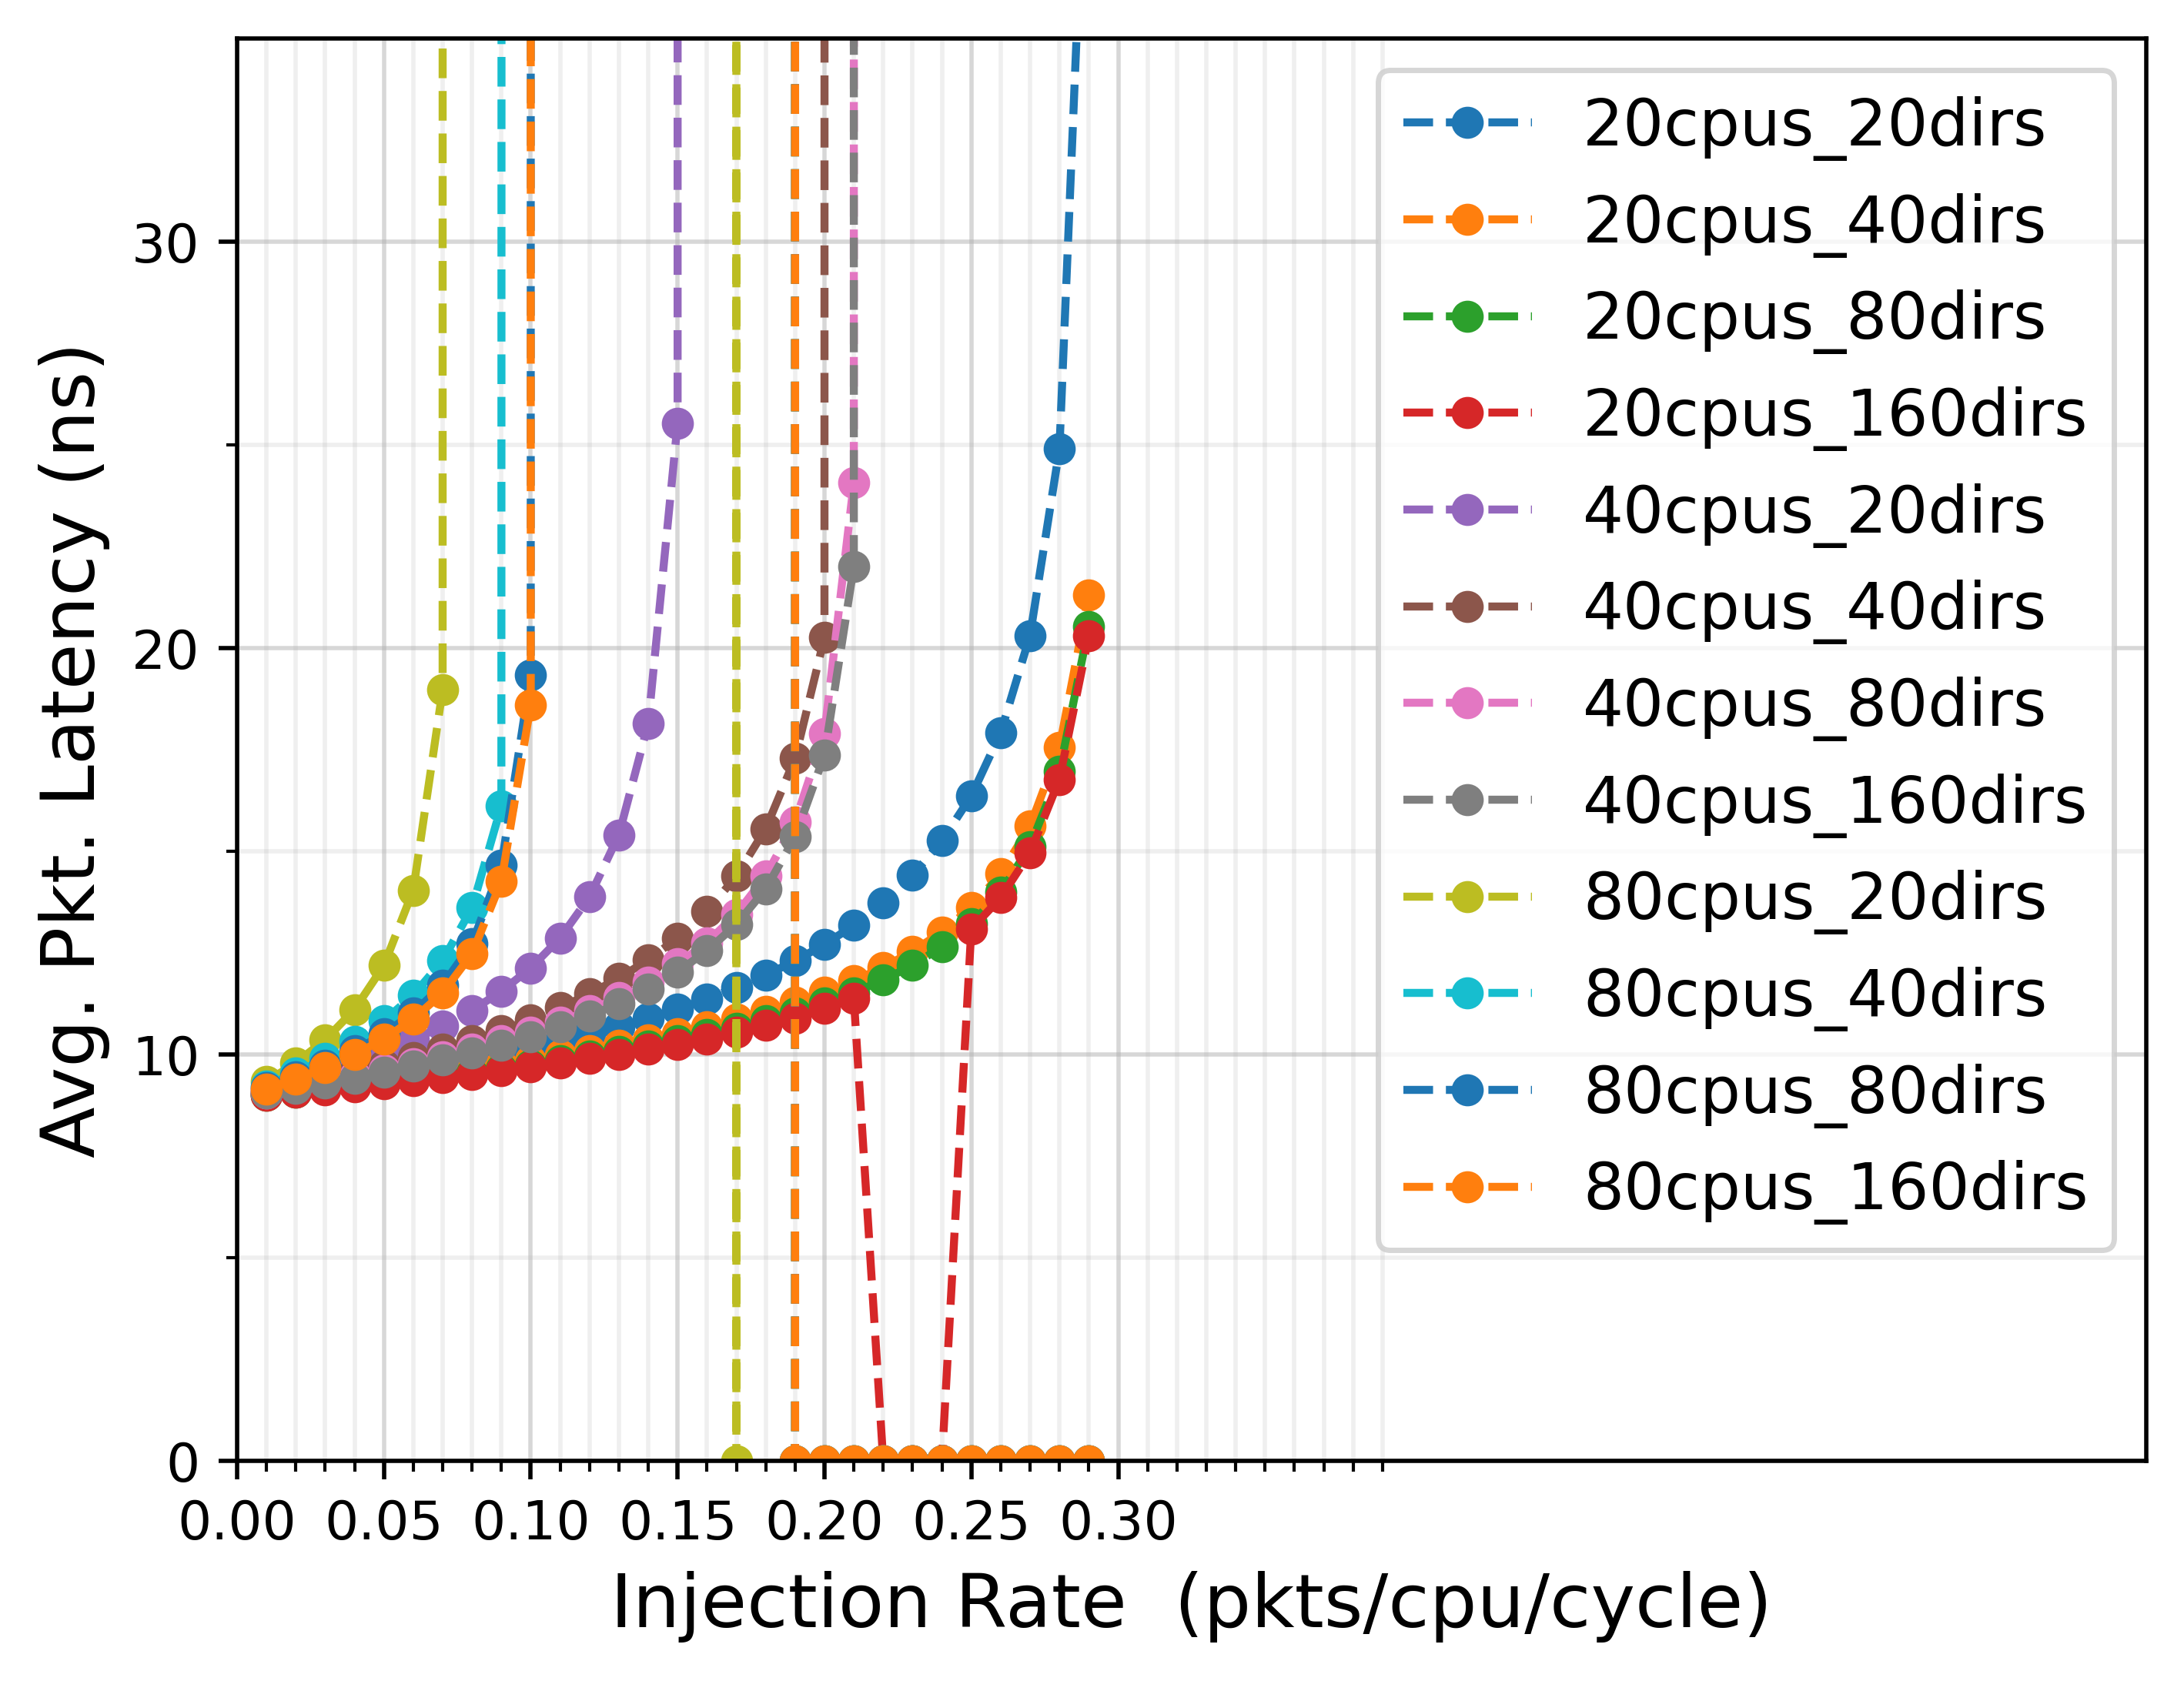 30
20
10
0
Avg. Pkt. Latency (ns)
0.00 0.05 0.10 0.15 0.20 0.25 0.30
Injection Rate  (pkts/cpu/cycle)
20cpus_20dirs
20cpus_40dirs
20cpus_80dirs
20cpus_160dirs
40cpus_20dirs
40cpus_40dirs
40cpus_80dirs
40cpus_160dirs
80cpus_20dirs
80cpus_40dirs
80cpus_80dirs
80cpus_160dirs